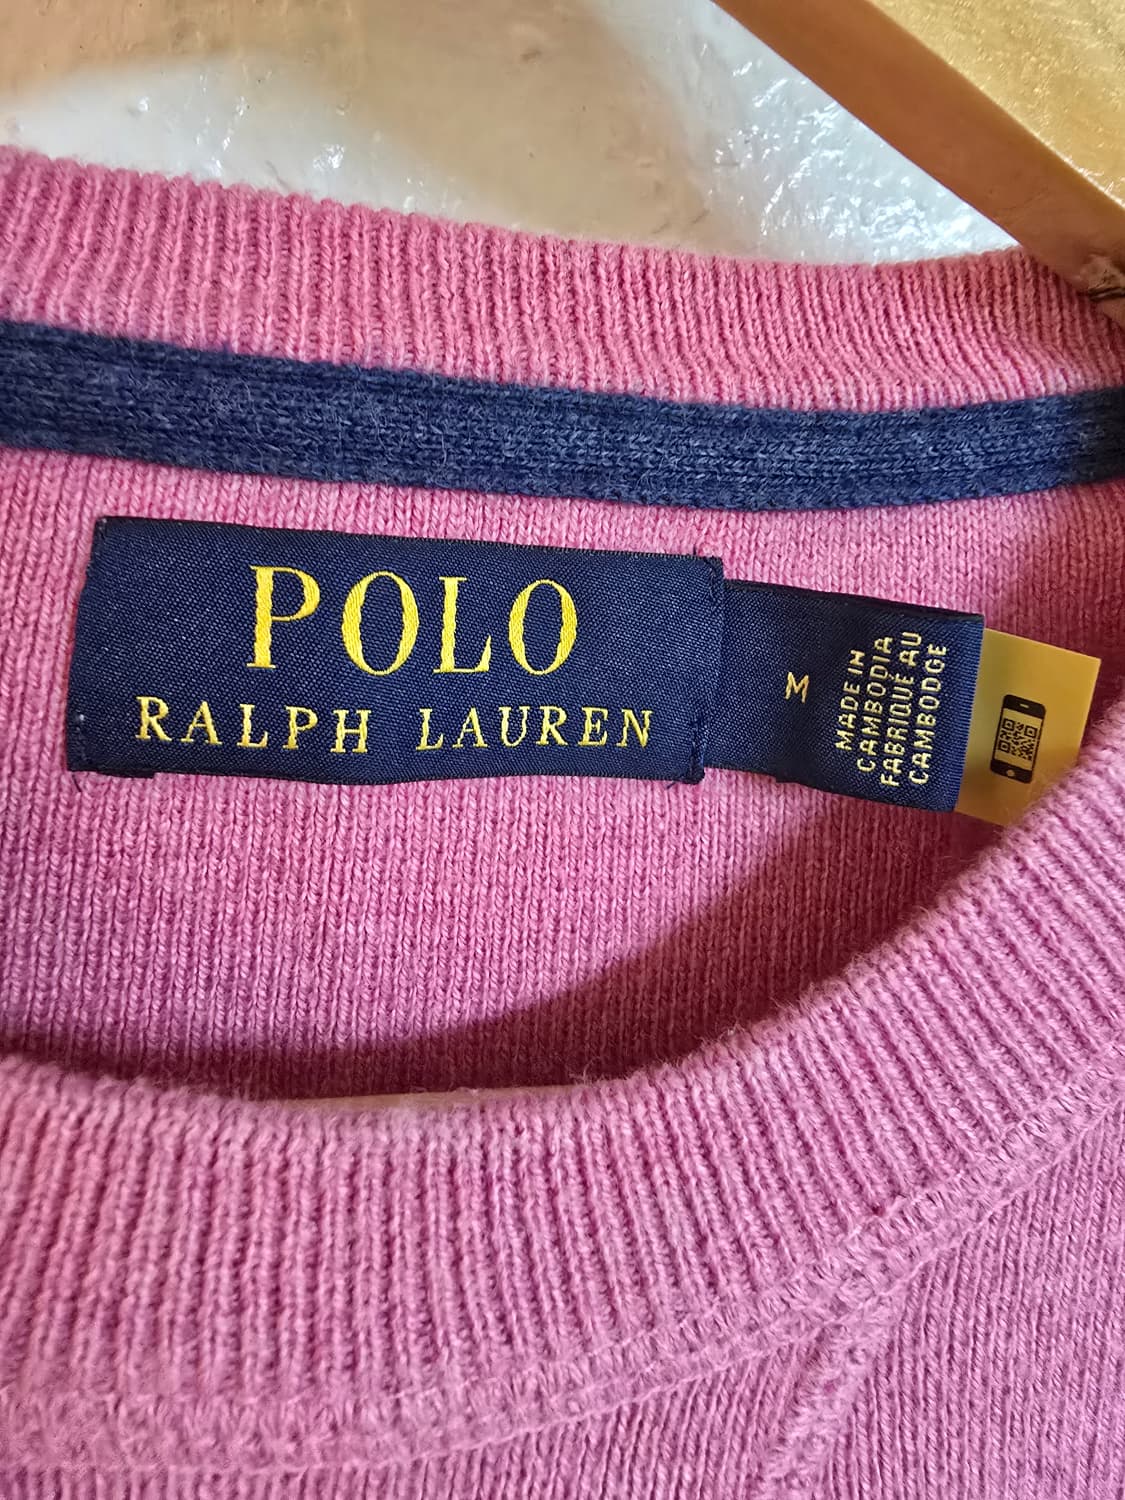 POLO
RALPH LAUREN
M
MADE IN
CAMBODIA
FABRIQUÉ AU
CAMBODGE